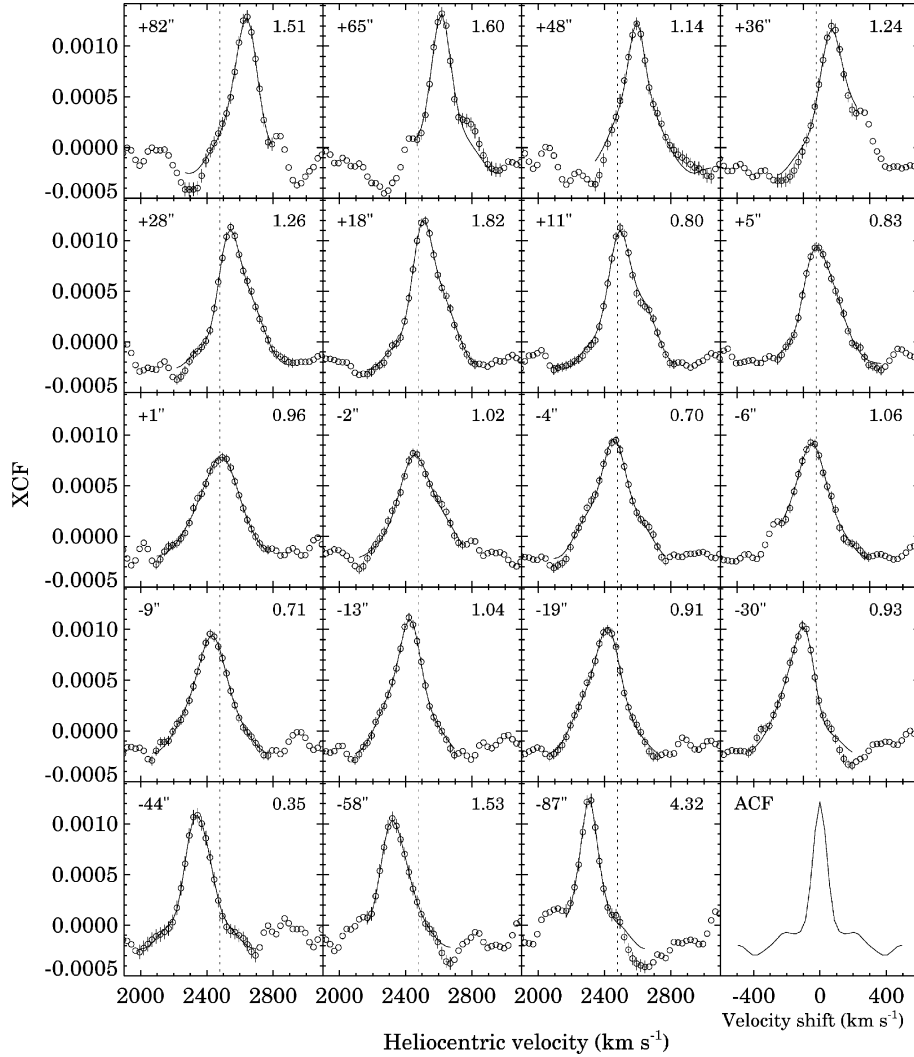 +82" 1.51 +65" 1.60 +48" 1.14 +36" 1.24
0.0010
0.0005
0.0000
-0.0005
+28" 1.26 +18" 1.82 +11" 0.80 +5" 0.83
0.0010
0.0005
0.0000
-0.0005
+1" 0.96 -2" 1.02 -4" 0.70 -6" 1.06
0.0010
0.0005
0.0000
-0.0005
XCF
-9" 0.71 -13" 1.04 -19" 0.91 -30" 0.93
0.0010
0.0005
0.0000
-0.0005
-44" 0.35 -58" 1.53 -87" 4.32 ACF
0.0010
0.0005
0.0000
-0.0005
2000 2400 2800 2000 2400 2800 2000 2400 2800 -400 0 400
Velocity shift (km s⁻¹)
Heliocentric velocity (km s⁻¹)